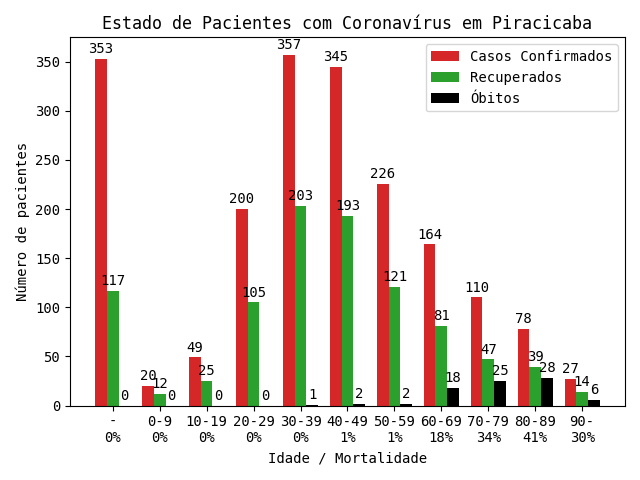 Estado de Pacientes com Coronavírus em Piracicaba
Casos Confirmados
Recuperados
Óbitos
Número de pacientes
350
300
250
200
150
100
50
0
353 117 0
20 12 0
49 25 0
200 105 0
357 203 1
345 193 2
226 121 2
164 81 18
110 47 25
78 39 28
27 14 6
- 0-9 10-19 20-29 30-39 40-49 50-59 60-69 70-79 80-89 90-
0% 0% 0% 0% 0% 1% 1% 18% 34% 41% 30%
Idade / Mortalidade